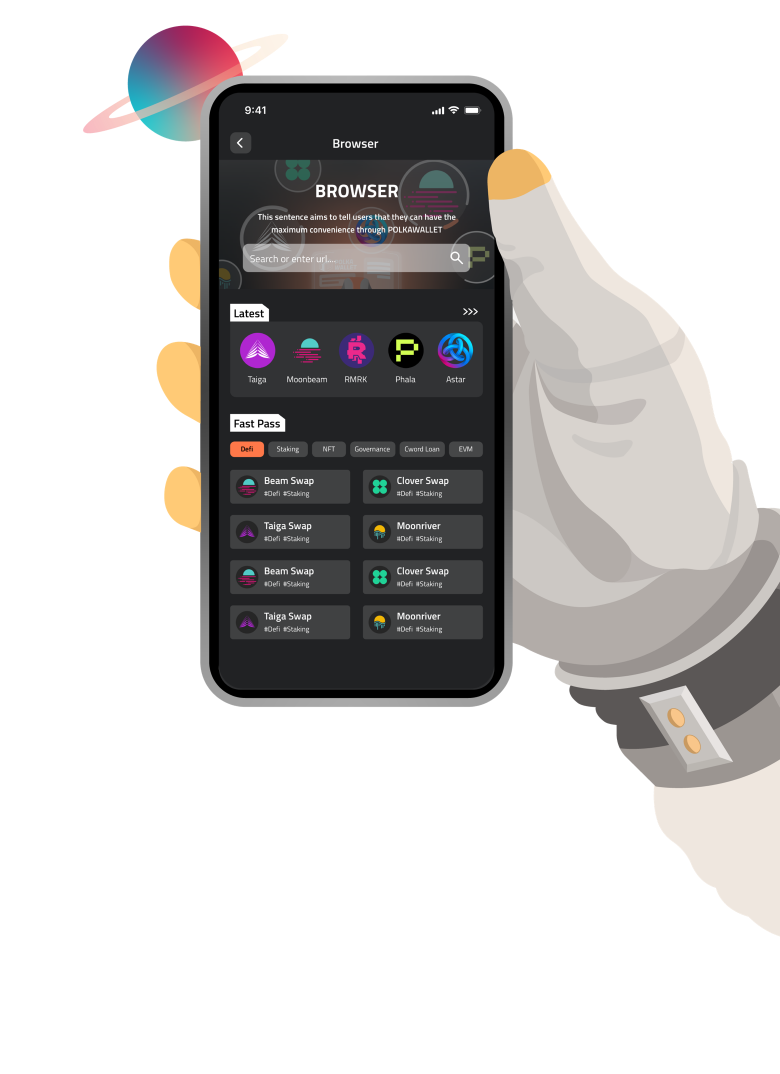 9:41
Browser
BROWSER
This sentence aims to tell users that they can have the
maximum convenience through POLKAWALLET
Search or enter url....
Latest
Taiga Moonbeam RMRK Phala Astar
Fast Pass
Defi Staking NFT Governance Cword Loan EVM
Beam Swap Clover Swap
#Defi #Staking #Defi #Staking
Taiga Swap Moonriver
#Defi #Staking #Defi #Staking
Beam Swap Clover Swap
#Defi #Staking #Defi #Staking
Taiga Swap Moonriver
#Defi #Staking #Defi #Staking